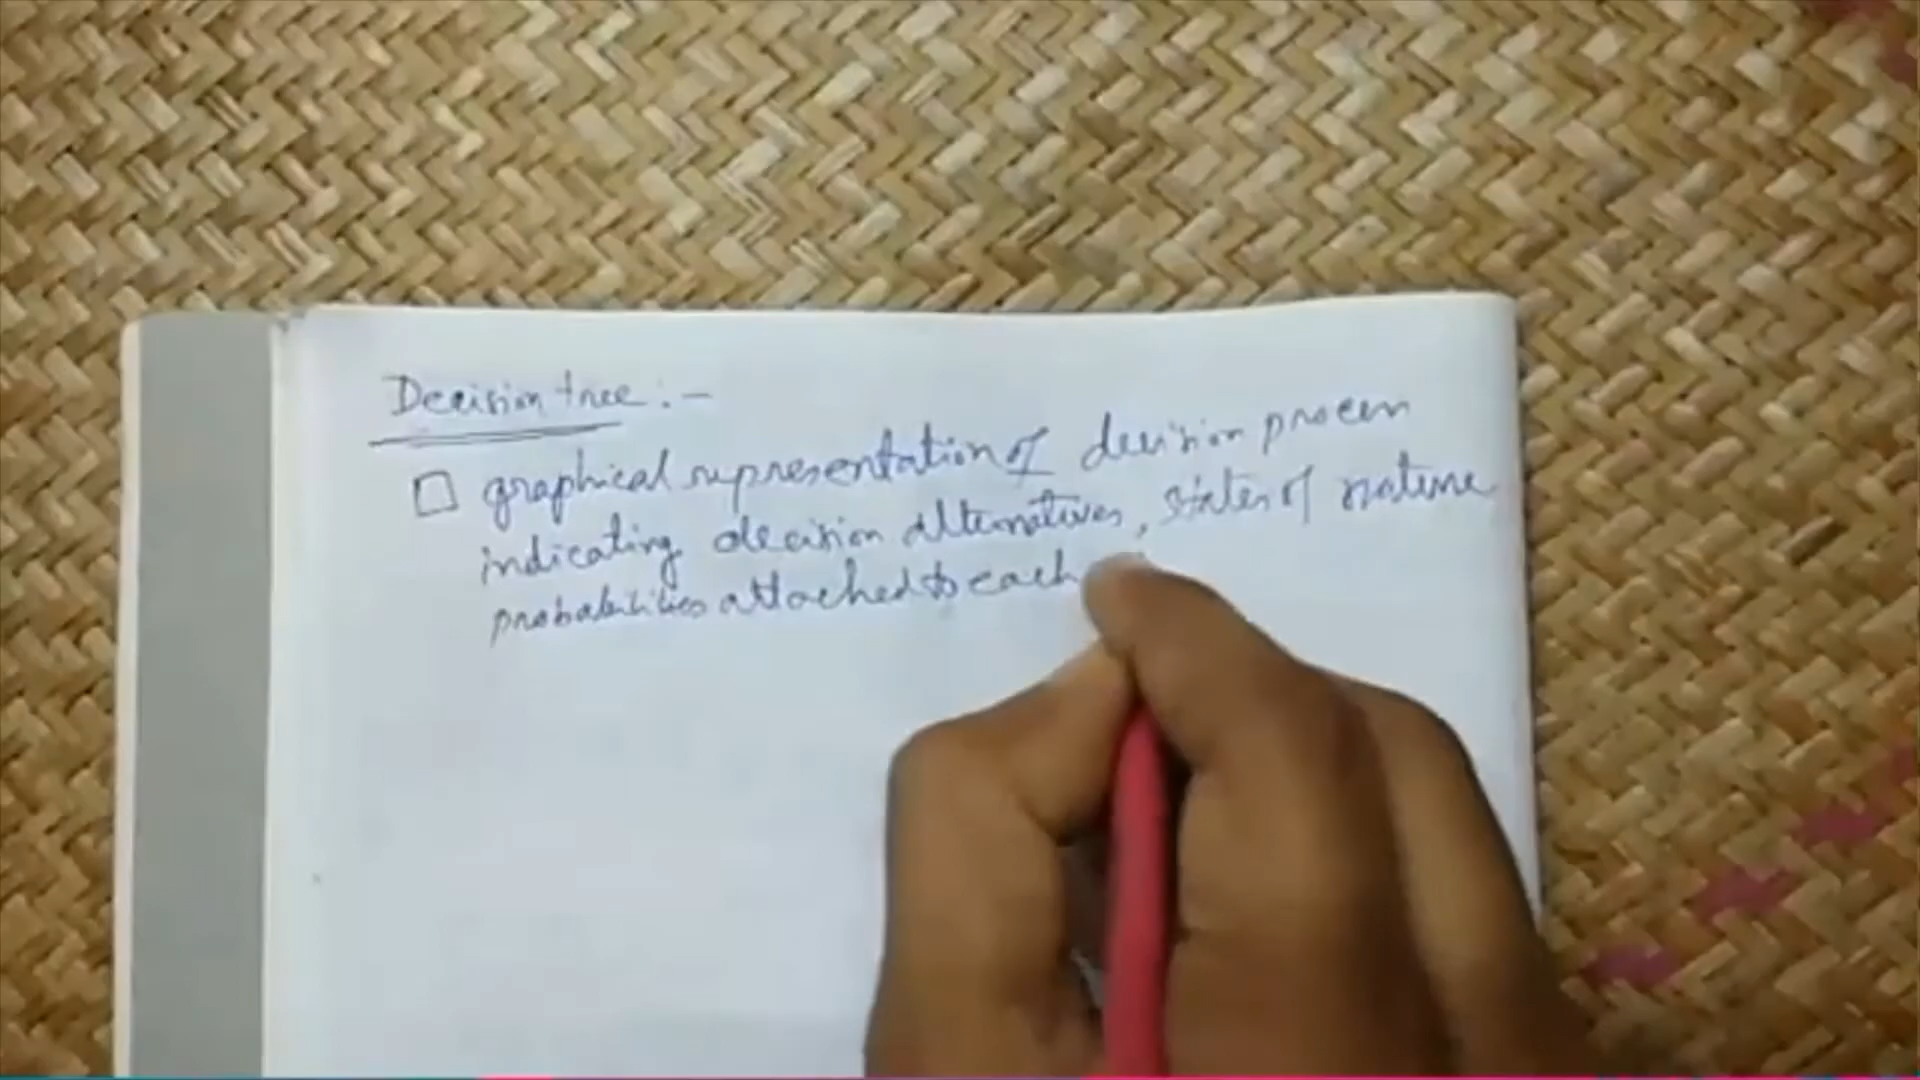 Decision tree :-
□ graphical representation of decision process
indicating decision alternatives, states of nature
probabilities attached to each